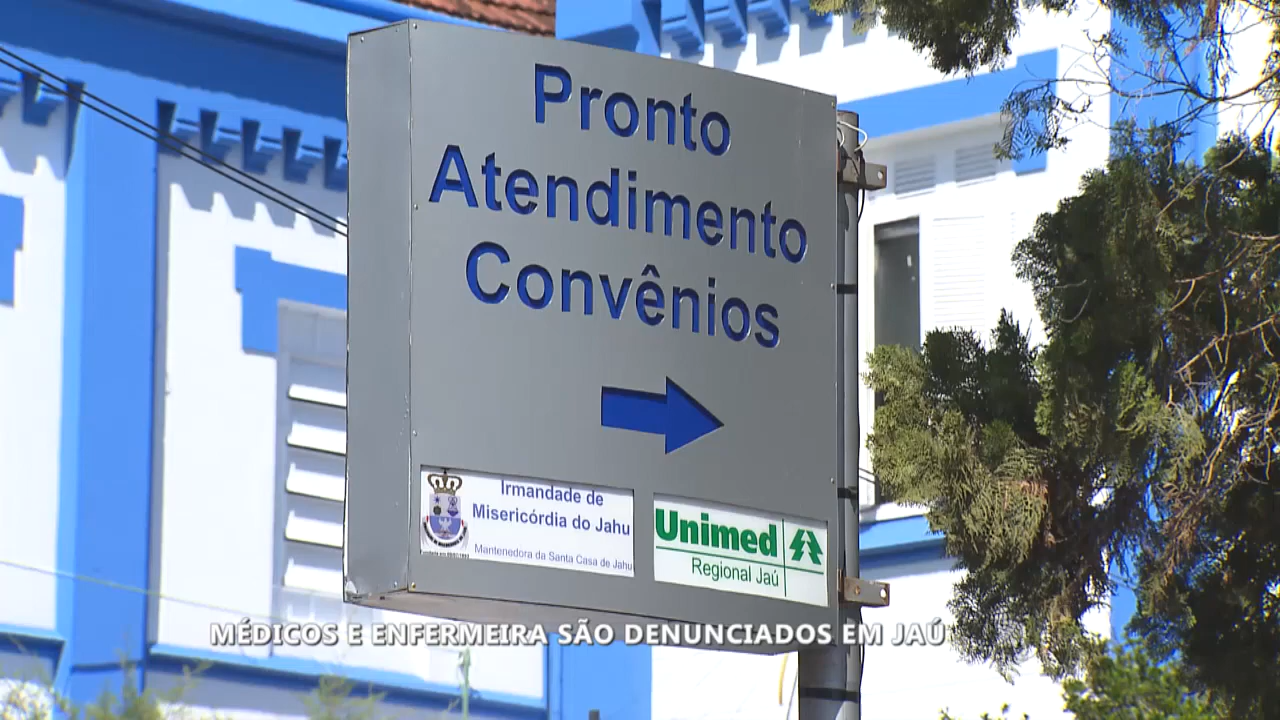 Pronto
Atendimento
Convênios
Irmandade de
Misericórdia do Jahu
Mantenedora da Santa Casa de Jahu
Unimed
Regional Jaú
MÉDICOS E ENFERMEIRA SÃO DENUNCIADOS EM JAÚ